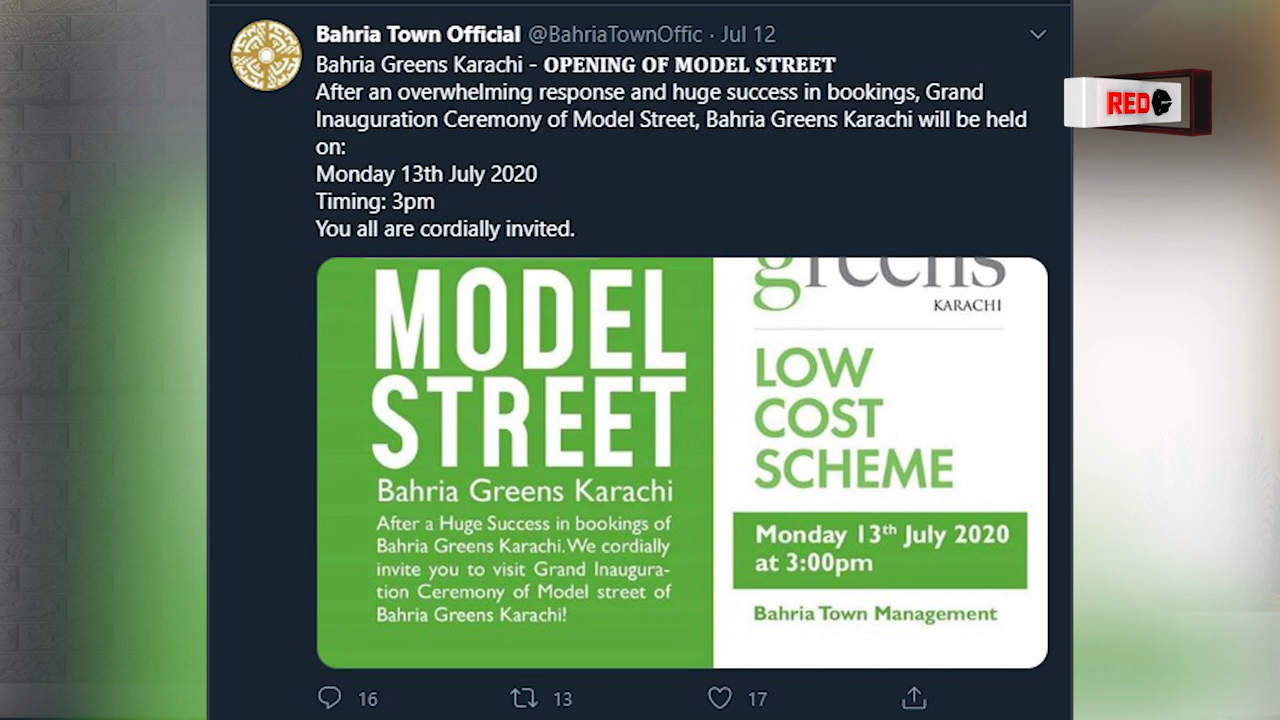 Bahria Town Official @BahriaTownOffic · Jul 12
Bahria Greens Karachi - OPENING OF MODEL STREET
After an overwhelming response and huge success in bookings, Grand
Inauguration Ceremony of Model Street, Bahria Greens Karachi will be held
on:
Monday 13th July 2020
Timing: 3pm
You all are cordially invited.
RED
MODEL
STREET
Bahria Greens Karachi
After a Huge Success in bookings of
Bahria Greens Karachi.We cordially
invite you to visit Grand Inaugura-
tion Ceremony of Model street of
Bahria Greens Karachi!
greens
KARACHI
LOW
COST
SCHEME
Monday 13th July 2020
at 3:00pm
Bahria Town Management
16 13 17